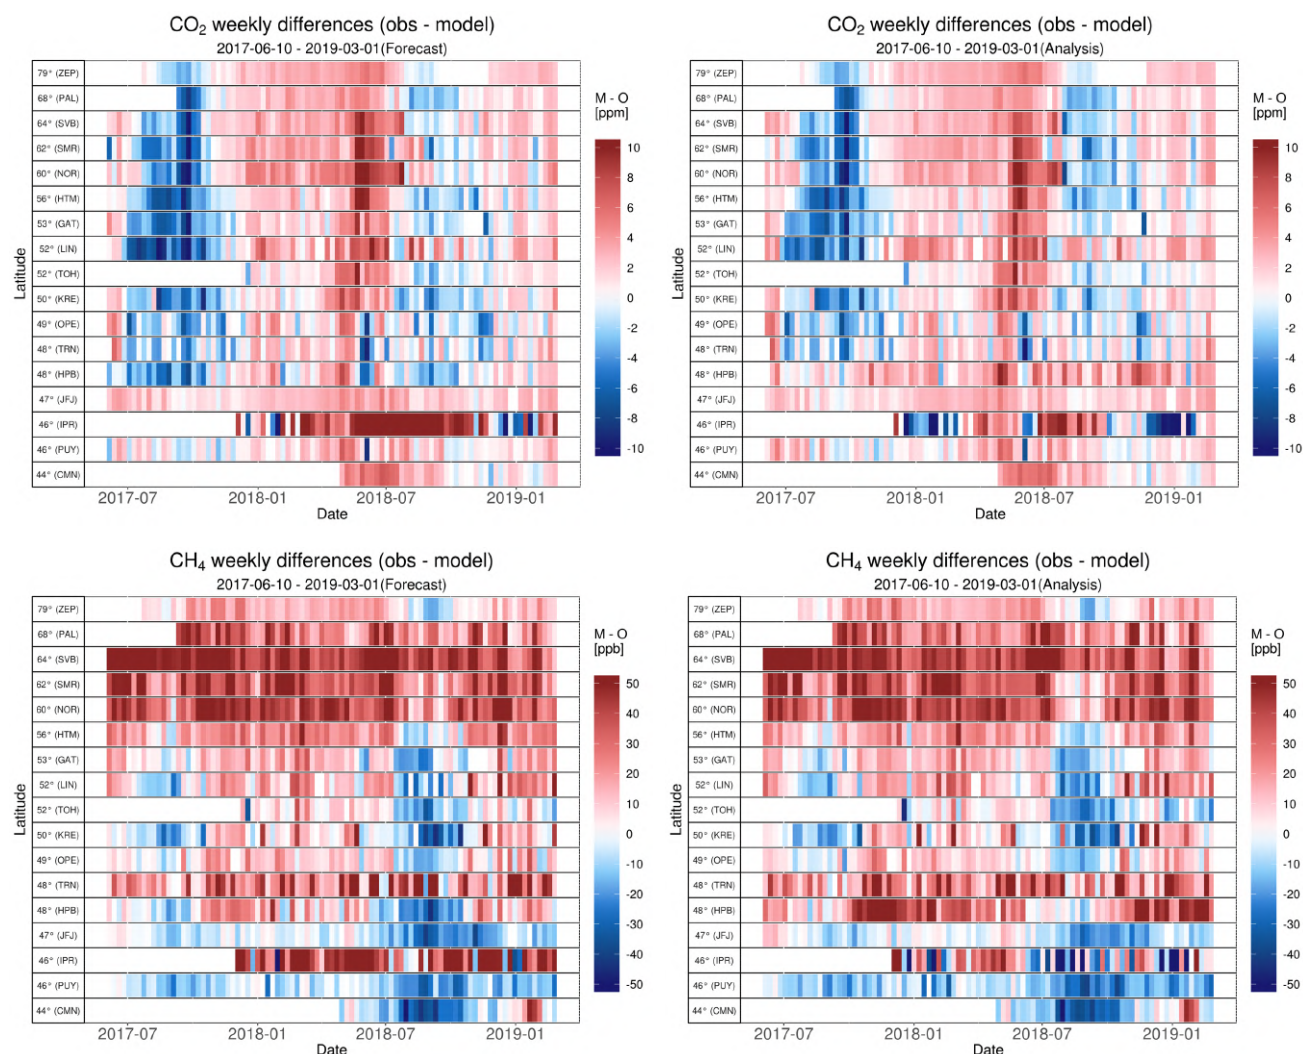 CO₂ weekly differences (obs - model)
2017-06-10 - 2019-03-01(Forecast)
79° (ZEP)
68° (PAL)
64° (SVB)
62° (SMR)
60° (NOR)
56° (HTM)
53° (GAT)
52° (LIN)
52° (TOH)
50° (KRE)
49° (OPE)
48° (TRN)
48° (HPB)
47° (JFJ)
46° (IPR)
46° (PUY)
44° (CMN)
Latitude
2017-07 2018-01 2018-07 2019-01
Date
M - O
[ppm]
10
8
6
4
2
0
-2
-4
-6
-8
-10
CO₂ weekly differences (obs - model)
2017-06-10 - 2019-03-01(Analysis)
79° (ZEP)
68° (PAL)
64° (SVB)
62° (SMR)
60° (NOR)
56° (HTM)
53° (GAT)
52° (LIN)
52° (TOH)
50° (KRE)
49° (OPE)
48° (TRN)
48° (HPB)
47° (JFJ)
46° (IPR)
46° (PUY)
44° (CMN)
Latitude
2017-07 2018-01 2018-07 2019-01
Date
M - O
[ppm]
10
8
6
4
2
0
-2
-4
-6
-8
-10
CH₄ weekly differences (obs - model)
2017-06-10 - 2019-03-01(Forecast)
79° (ZEP)
68° (PAL)
64° (SVB)
62° (SMR)
60° (NOR)
56° (HTM)
53° (GAT)
52° (LIN)
52° (TOH)
50° (KRE)
49° (OPE)
48° (TRN)
48° (HPB)
47° (JFJ)
46° (IPR)
46° (PUY)
44° (CMN)
Latitude
2017-07 2018-01 2018-07 2019-01
Date
M - O
[ppb]
50
40
30
20
10
0
-10
-20
-30
-40
-50
CH₄ weekly differences (obs - model)
2017-06-10 - 2019-03-01(Analysis)
79° (ZEP)
68° (PAL)
64° (SVB)
62° (SMR)
60° (NOR)
56° (HTM)
53° (GAT)
52° (LIN)
52° (TOH)
50° (KRE)
49° (OPE)
48° (TRN)
48° (HPB)
47° (JFJ)
46° (IPR)
46° (PUY)
44° (CMN)
Latitude
2017-07 2018-01 2018-07 2019-01
Date
M - O
[ppb]
50
40
30
20
10
0
-10
-20
-30
-40
-50